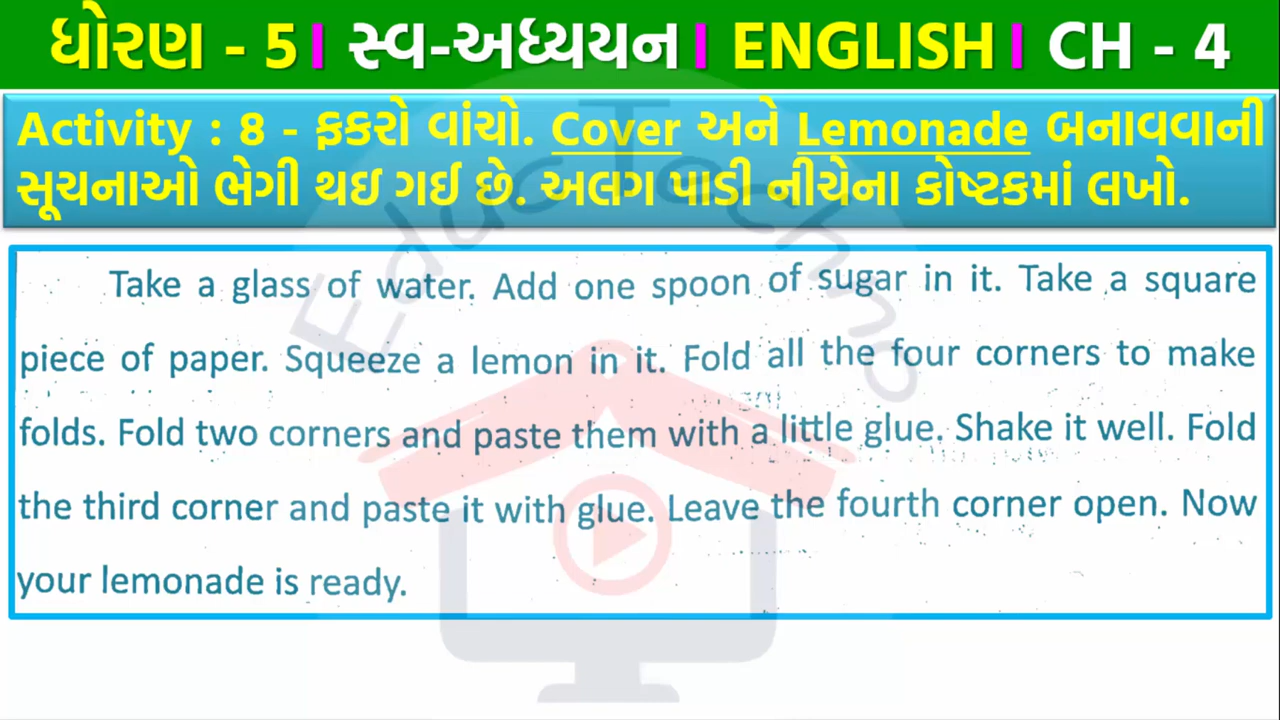 ધોરણ - 5 | સ્વ-અધ્યયન | ENGLISH | CH - 4
Activity : 8 - ફકરો વાંચો. Cover અને Lemonade બનાવવાની
સૂચનાઓ ભેગી થઇ ગઈ છે. અલગ પાડી નીચેના કોષ્ટકમાં લખો.
Take a glass of water. Add one spoon of sugar in it. Take a square
piece of paper. Squeeze a lemon in it. Fold all the four corners to make
folds. Fold two corners and paste them with a little glue. Shake it well. Fold
the third corner and paste it with glue. Leave the fourth corner open. Now
your lemonade is ready.
EducTechno